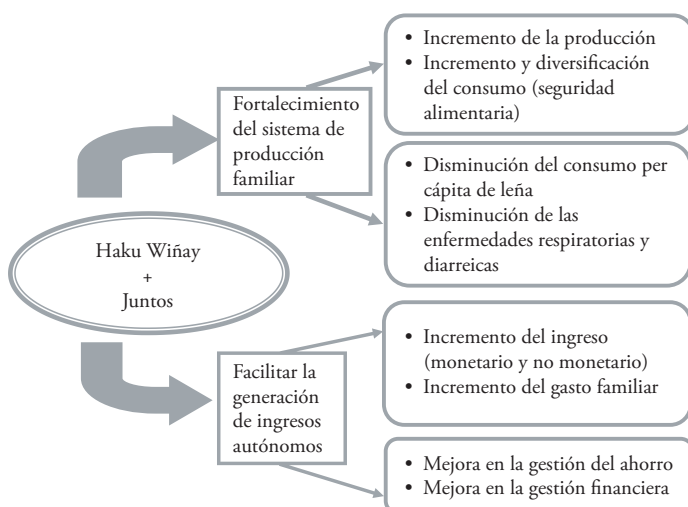 Haku Wiñay
+
Juntos
Fortalecimiento
del sistema de
producción
familiar
• Incremento de la producción
• Incremento y diversificación
del consumo (seguridad
alimentaria)
• Disminución del consumo per
cápita de leña
• Disminución de las
enfermedades respiratorias y
diarreicas
Facilitar la
generación
de ingresos
autónomos
• Incremento del ingreso
(monetario y no monetario)
• Incremento del gasto familiar
• Mejora en la gestión del ahorro
• Mejora en la gestión financiera